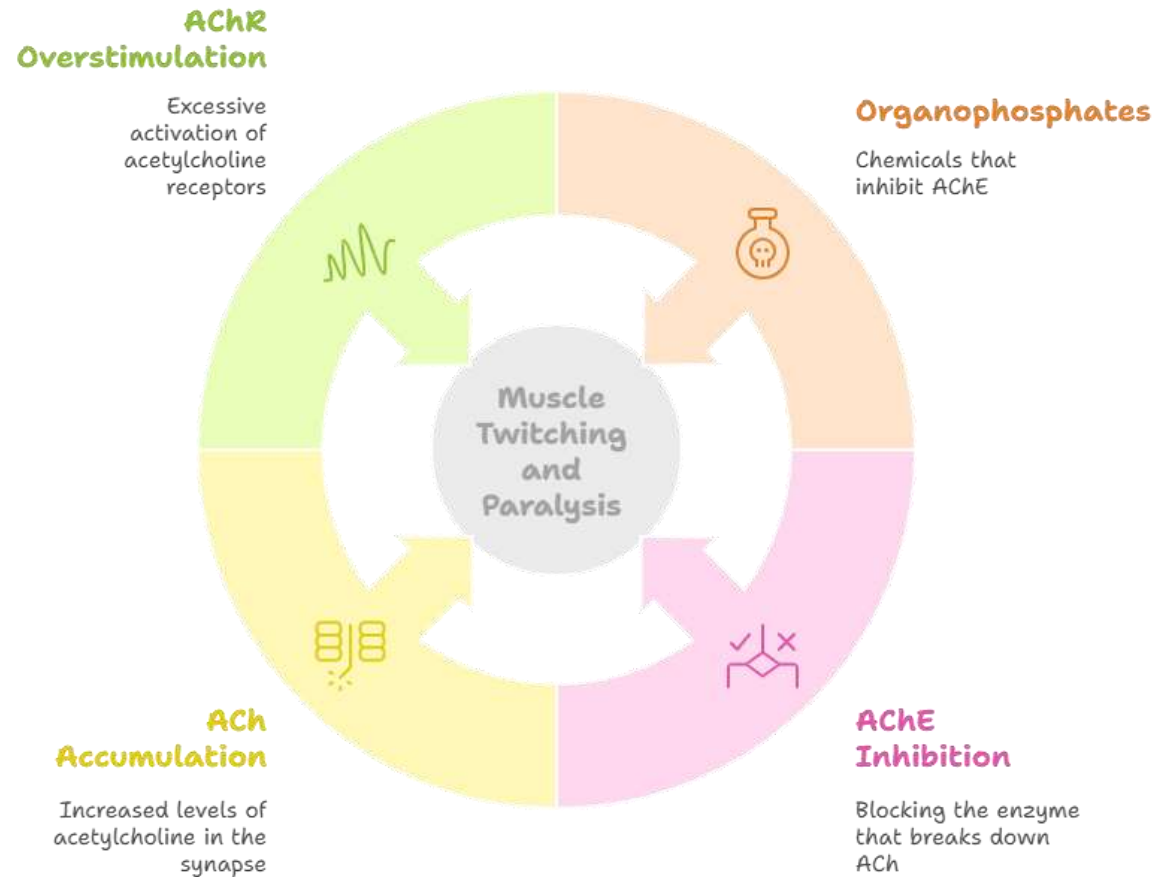 AChR
Overstimulation
Excessive
activation of
acetylcholine
receptors
Organophosphates
Chemicals that
inhibit AChE
Muscle
Twitching
and
Paralysis
ACh
Accumulation
Increased levels of
acetylcholine in the
synapse
AChE
Inhibition
Blocking the enzyme
that breaks down
ACh